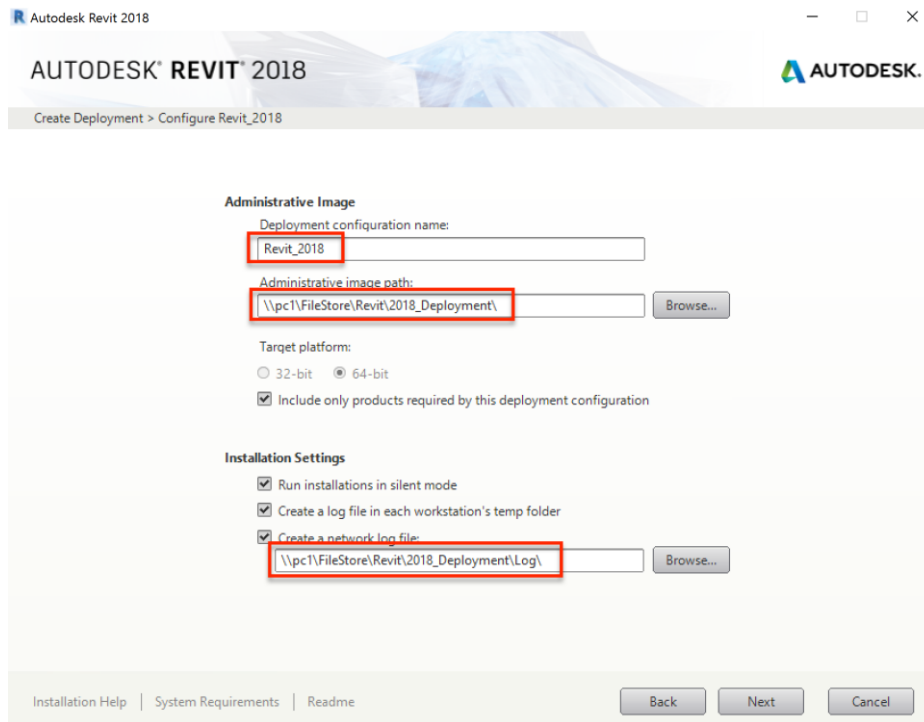 Autodesk Revit 2018
AUTODESK® REVIT® 2018
AUTODESK.
Create Deployment > Configure Revit_2018
Administrative Image
Deployment configuration name:
Revit_2018
Administrative image path:
\\pc1\FileStore\Revit\2018_Deployment\
Browse...
Target platform:
32-bit 64-bit
Include only products required by this deployment configuration
Installation Settings
Run installations in silent mode
Create a log file in each workstation's temp folder
Create a network log file:
\\pc1\FileStore\Revit\2018_Deployment\Log\
Browse...
Installation Help | System Requirements | Readme
Back Next Cancel